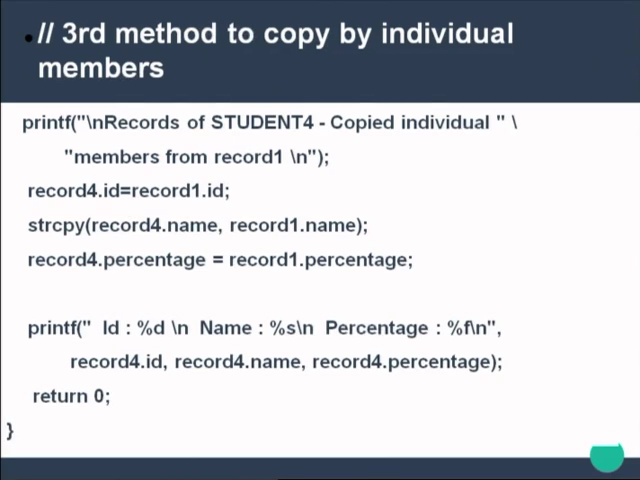 // 3rd method to copy by individual
members
printf("\nRecords of STUDENT4 - Copied individual " \
"members from record1 \n");
record4.id=record1.id;
strcpy(record4.name, record1.name);
record4.percentage = record1.percentage;
printf("  Id : %d \n  Name : %s\n  Percentage : %f\n",
record4.id, record4.name, record4.percentage);
return 0;
}